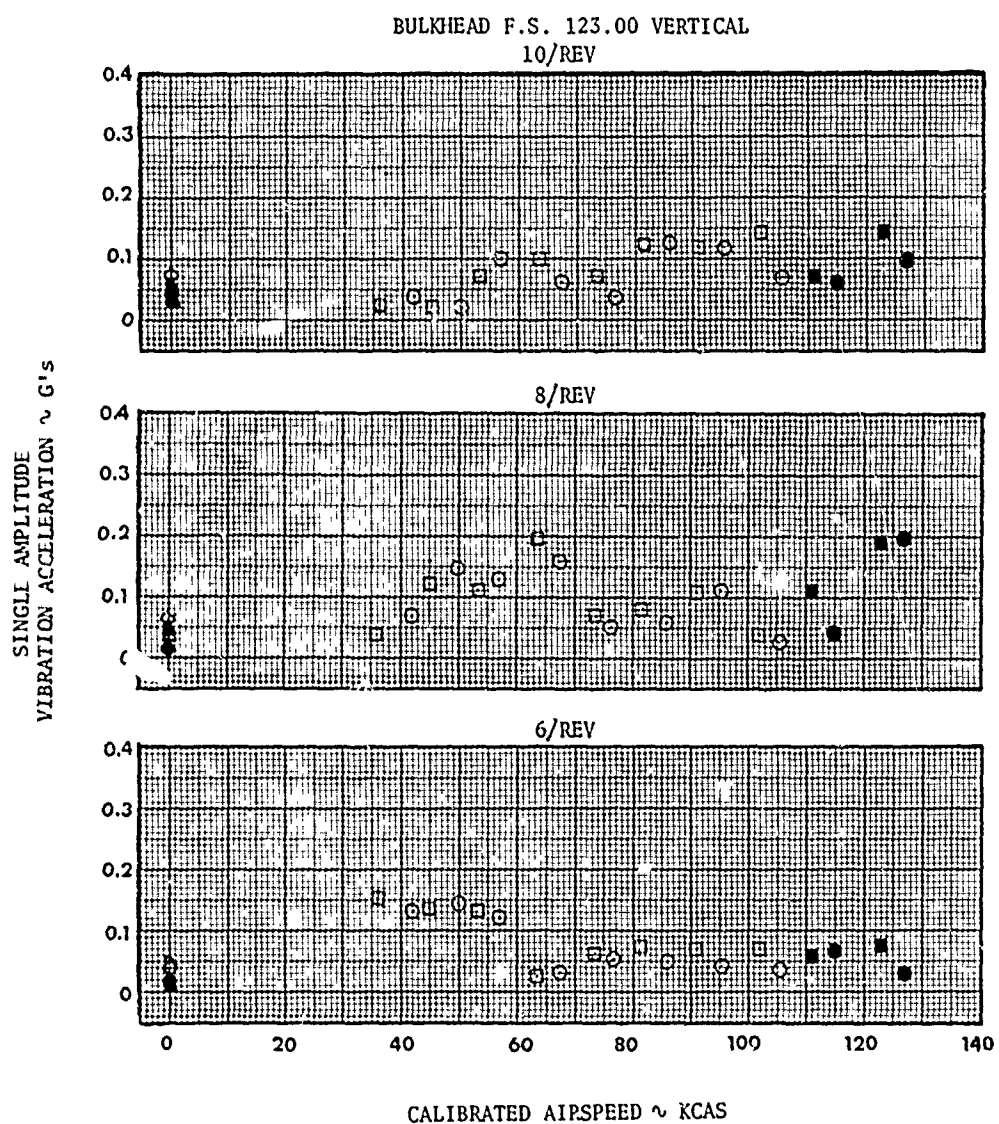 BULKHEAD F.S. 123.00 VERTICAL
10/REV
0.4
0.3
0.2
0.1
0
8/REV
0.4
0.3
0.2
0.1
6/REV
0.4
0.3
0.2
0.1
0
0 20 40 60 80 100 120 140
SINGLE AMPLITUDE
VIBRATION ACCELERATION ~ G's
CALIBRATED AIRSPEED ~ KCAS